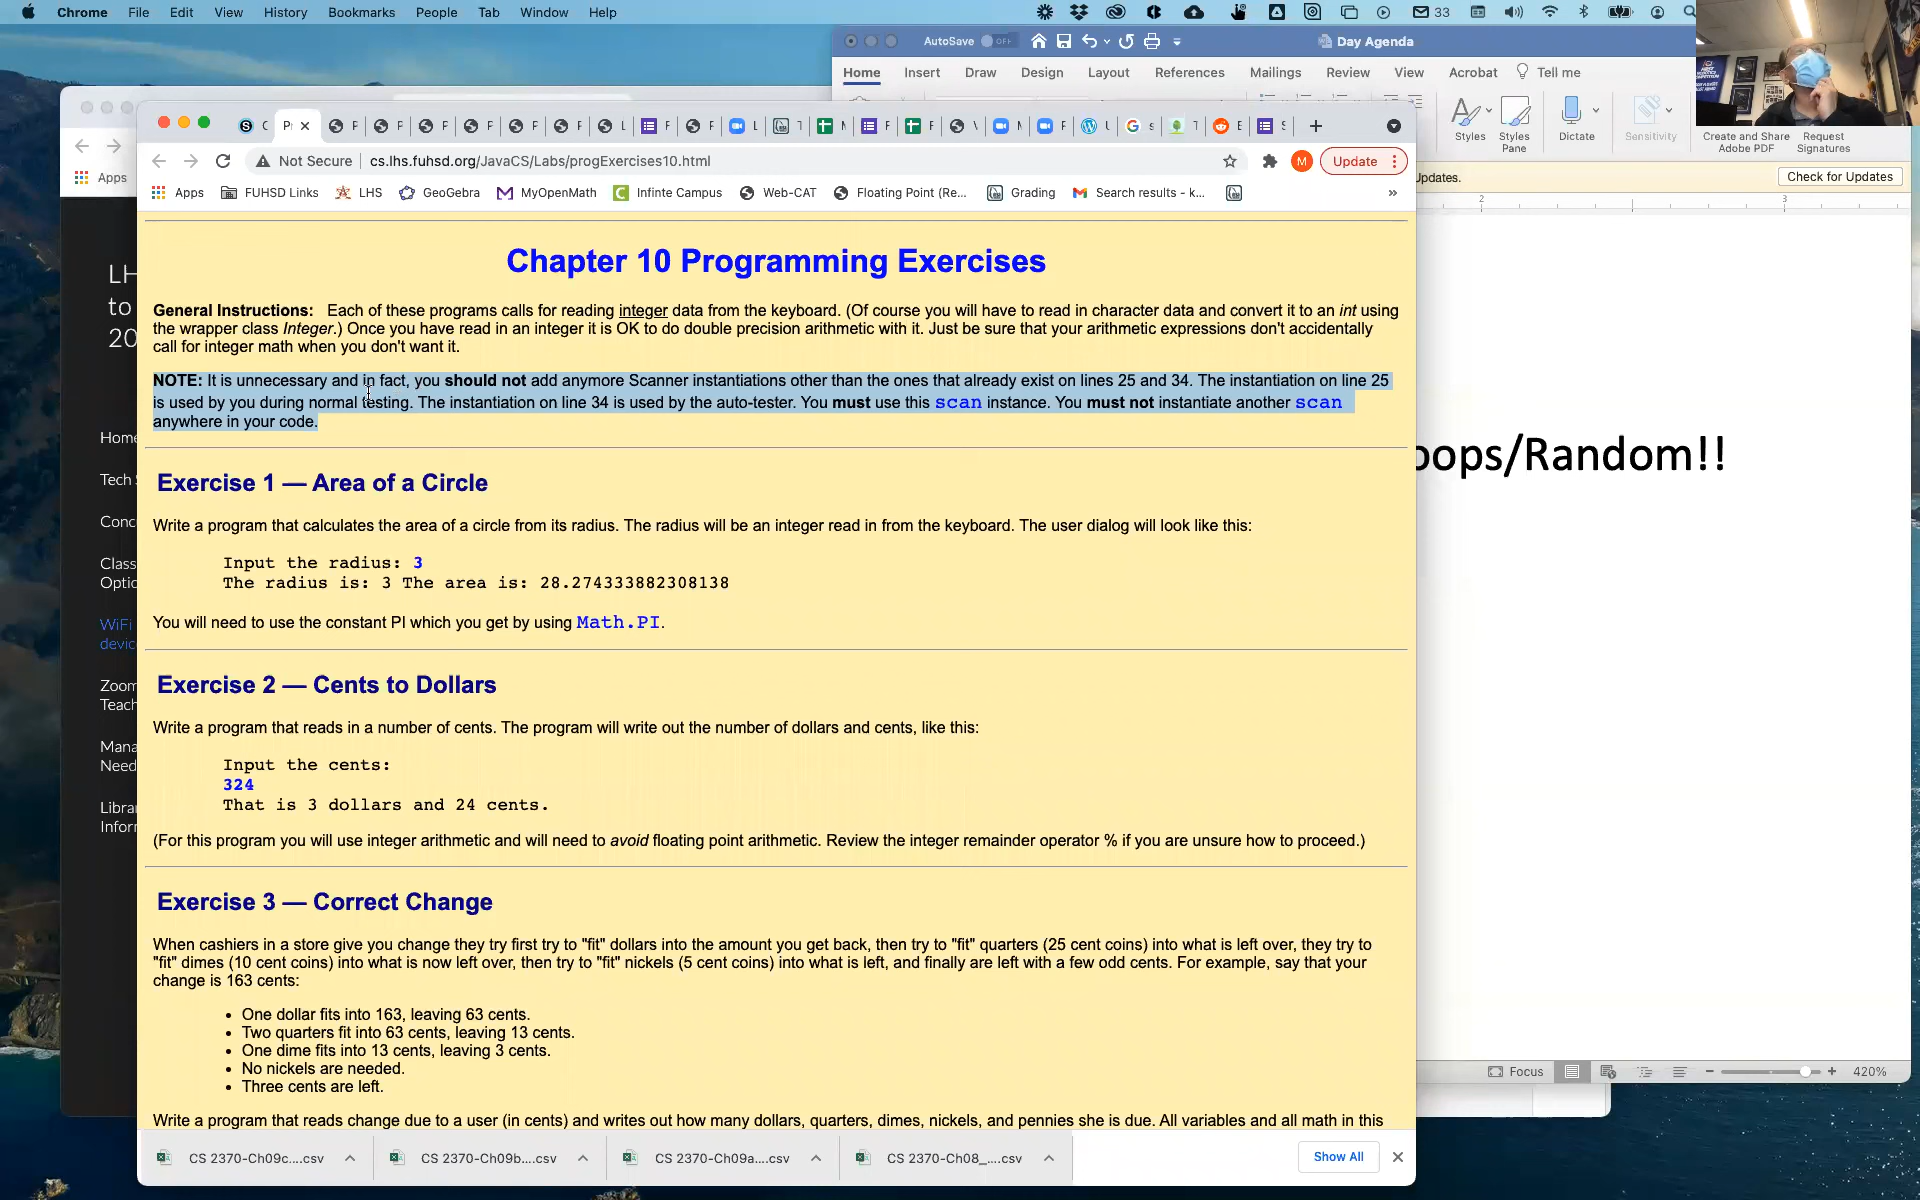 Chrome File Edit View History Bookmarks People Tab Window Help 33
AutoSave OFF Day Agenda
Home Insert Draw Design Layout References Mailings Review View Acrobat Tell me
Styles Styles Pane Dictate Sensitivity Create and Share Adobe PDF Request Signatures
Check for Updates
Not Secure cs.lhs.fuhsd.org/JavaCS/Labs/progExercises10.html M Update
Apps FUHSD Links LHS GeoGebra MyOpenMath Infinte Campus Web-CAT Floating Point (Re... Grading Search results - k... »
Apps
Chapter 10 Programming Exercises
General Instructions: Each of these programs calls for reading integer data from the keyboard. (Of course you will have to read in character data and convert it to an int using
the wrapper class Integer.) Once you have read in an integer it is OK to do double precision arithmetic with it. Just be sure that your arithmetic expressions don't accidentally
call for integer math when you don't want it.
NOTE: It is unnecessary and in fact, you should not add anymore Scanner instantiations other than the ones that already exist on lines 25 and 34. The instantiation on line 25
is used by you during normal testing. The instantiation on line 34 is used by the auto-tester. You must use this scan instance. You must not instantiate another scan
anywhere in your code.
Exercise 1 — Area of a Circle
Write a program that calculates the area of a circle from its radius. The radius will be an integer read in from the keyboard. The user dialog will look like this:
Input the radius: 3
The radius is: 3 The area is: 28.274333882308138
You will need to use the constant PI which you get by using Math.PI.
Exercise 2 — Cents to Dollars
Write a program that reads in a number of cents. The program will write out the number of dollars and cents, like this:
Input the cents:
324
That is 3 dollars and 24 cents.
(For this program you will use integer arithmetic and will need to avoid floating point arithmetic. Review the integer remainder operator % if you are unsure how to proceed.)
Exercise 3 — Correct Change
When cashiers in a store give you change they try first try to "fit" dollars into the amount you get back, then try to "fit" quarters (25 cent coins) into what is left over, they try to
"fit" dimes (10 cent coins) into what is now left over, then try to "fit" nickels (5 cent coins) into what is left, and finally are left with a few odd cents. For example, say that your
change is 163 cents:
• One dollar fits into 163, leaving 63 cents.
• Two quarters fit into 63 cents, leaving 13 cents.
• One dime fits into 13 cents, leaving 3 cents.
• No nickels are needed.
• Three cents are left.
Write a program that reads change due to a user (in cents) and writes out how many dollars, quarters, dimes, nickels, and pennies she is due. All variables and all math in this
CS 2370-Ch09c....csv CS 2370-Ch09b....csv CS 2370-Ch09a....csv CS 2370-Ch08_....csv Show All
LH
to
20
Home
Tech
Conc
Class
Optic
WiFi
devic
Zoom
Teach
Mana
Need
Libra
Infor
oops/Random!!
2 3
Focus 420%